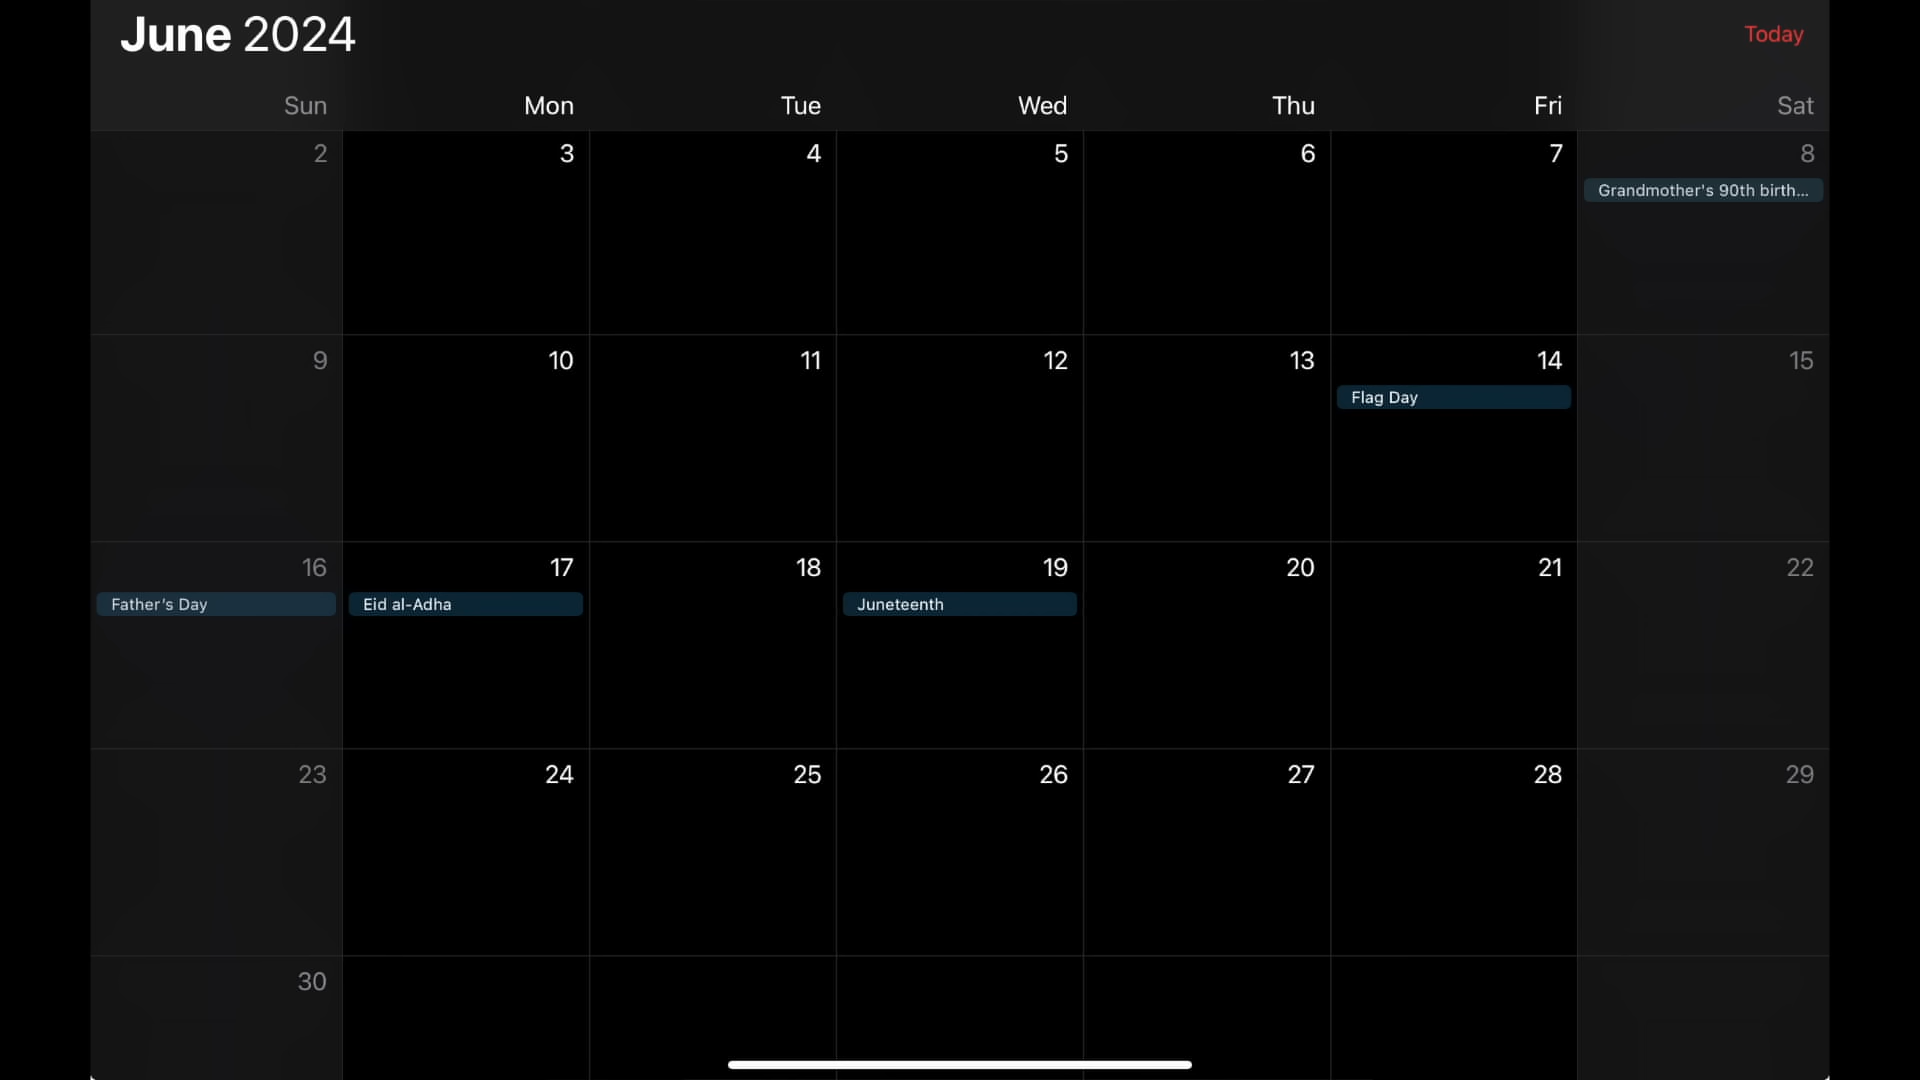 June 2024
Today
Sun Mon Tue Wed Thu Fri Sat
2 3 4 5 6 7 8
Grandmother's 90th birth...
9 10 11 12 13 14 15
Flag Day
16 17 18 19 20 21 22
Father's Day Eid al-Adha Juneteenth
23 24 25 26 27 28 29
30